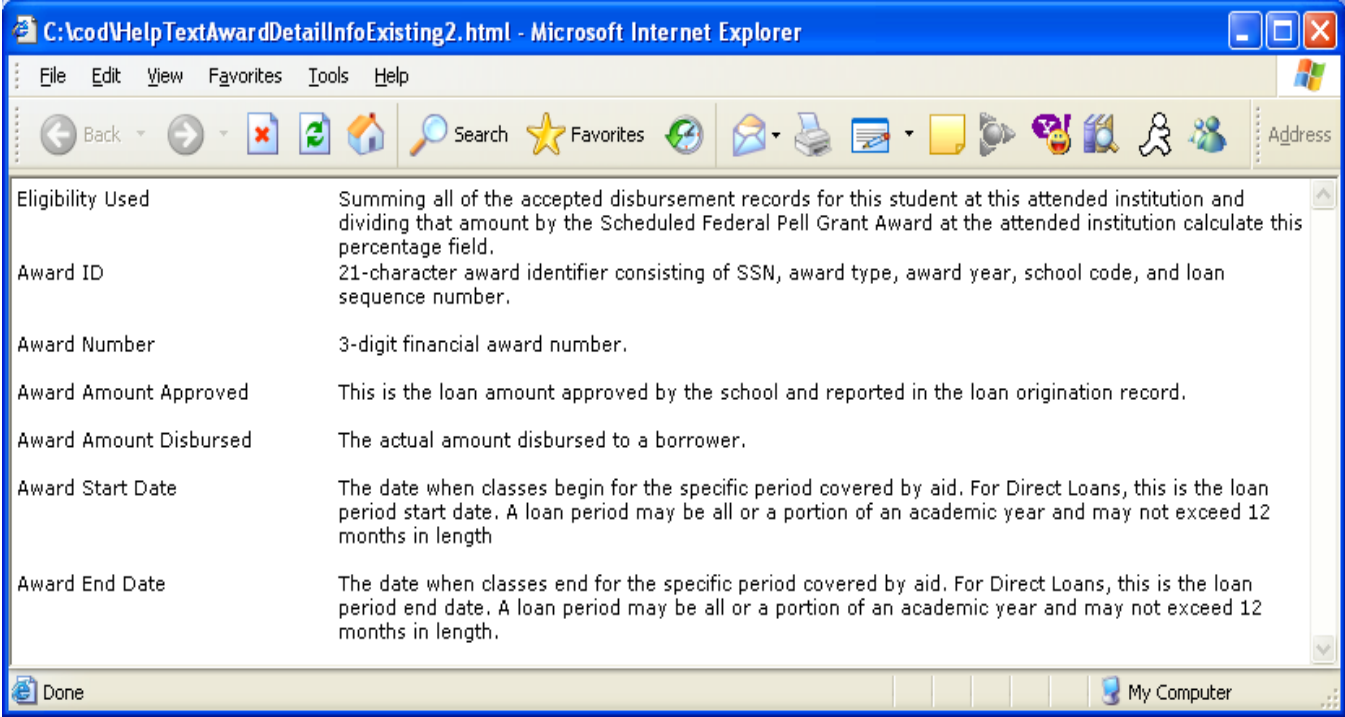 C:\cod\HelpTextAwardDetailInfoExisting2.html - Microsoft Internet Explorer
File Edit View Favorites Tools Help
Back Search Favorites Address
Eligibility Used Summing all of the accepted disbursement records for this student at this attended institution and
dividing that amount by the Scheduled Federal Pell Grant Award at the attended institution calculate this
percentage field.
Award ID 21-character award identifier consisting of SSN, award type, award year, school code, and loan
sequence number.
Award Number 3-digit financial award number.
Award Amount Approved This is the loan amount approved by the school and reported in the loan origination record.
Award Amount Disbursed The actual amount disbursed to a borrower.
Award Start Date The date when classes begin for the specific period covered by aid. For Direct Loans, this is the loan
period start date. A loan period may be all or a portion of an academic year and may not exceed 12
months in length
Award End Date The date when classes end for the specific period covered by aid. For Direct Loans, this is the loan
period end date. A loan period may be all or a portion of an academic year and may not exceed 12
months in length.
Done My Computer